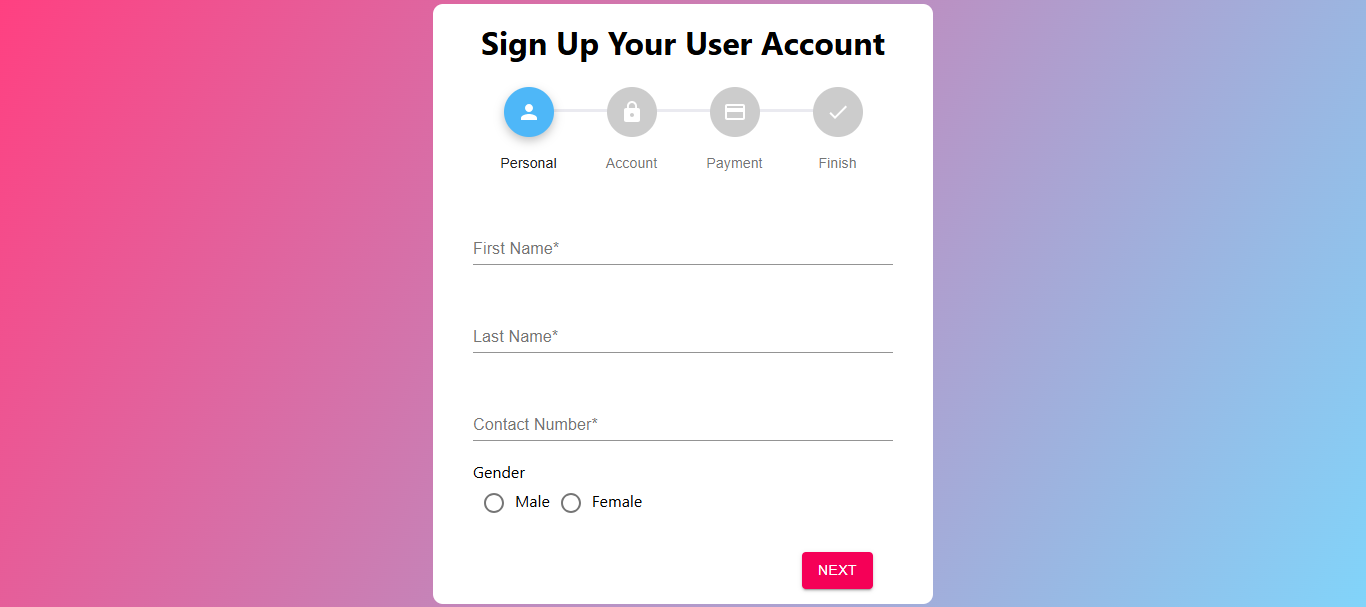 Sign Up Your User Account
Personal Account Payment Finish
First Name*
Last Name*
Contact Number*
Gender
Male Female
NEXT